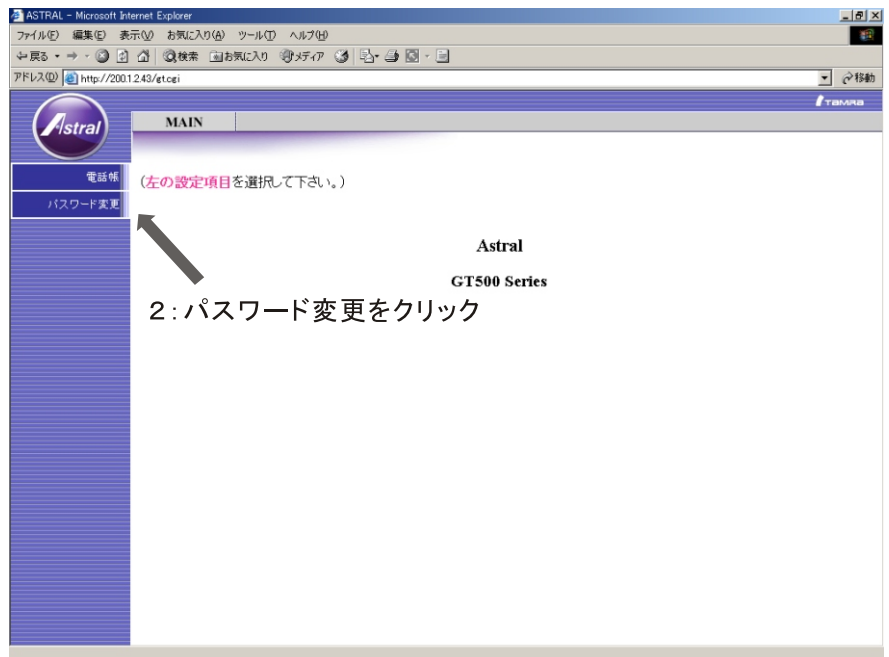 ASTRAL - Microsoft Internet Explorer
ファイル(F) 編集(E) 表示(V) お気に入り(A) ツール(T) ヘルプ(H)
戻る 検索 お気に入り メディア
アドレス(D) http://200.1.2.43/gt.cgi 移動
TAMRA
Astral
MAIN
電話帳
(左の設定項目を選択して下さい。)
パスワード変更
Astral
GT500 Series
2:パスワード変更をクリック